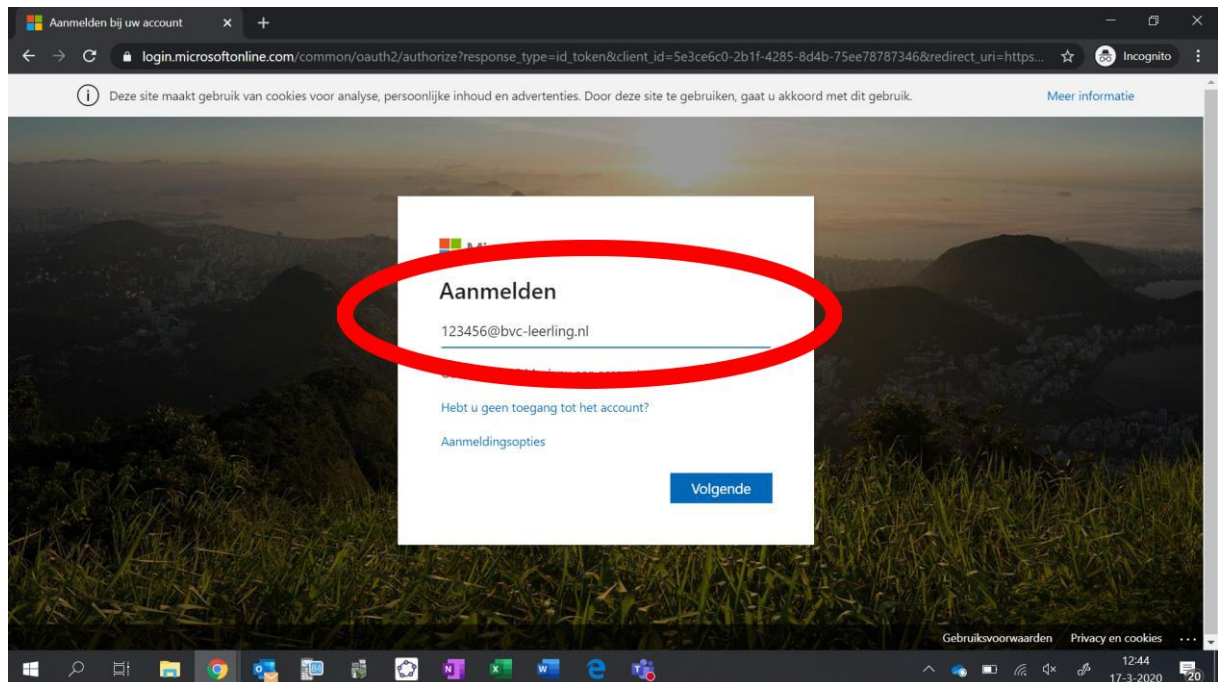 Aanmelden bij uw account
login.microsoftonline.com/common/oauth2/authorize?response_type=id_token&client_id=5e3ce6c0-2b1f-4285-8d4b-75ee78787346&redirect_uri=https...
Incognito
Deze site maakt gebruik van cookies voor analyse, persoonlijke inhoud en advertenties. Door deze site te gebruiken, gaat u akkoord met dit gebruik.
Meer informatie
Aanmelden
123456@bvc-leerling.nl
Hebt u geen toegang tot het account?
Aanmeldingsopties
Volgende
Gebruiksvoorwaarden Privacy en cookies ...
12:44
17-3-2020
20